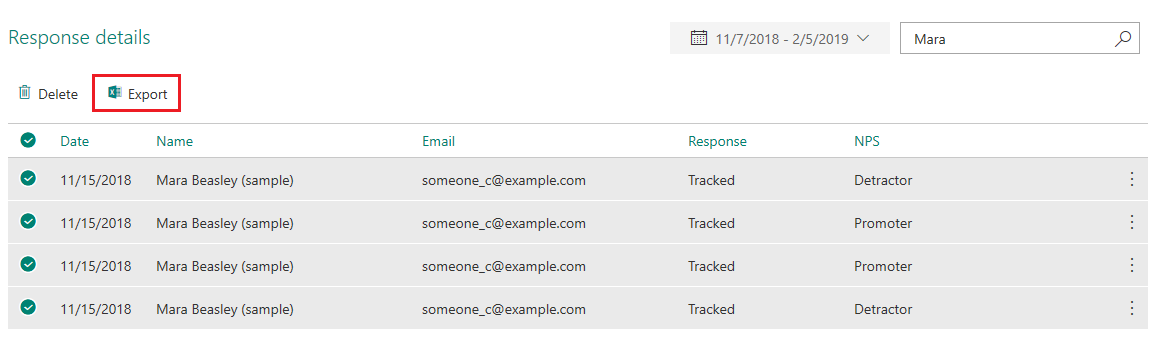 Response details
11/7/2018 - 2/5/2019
Mara
Delete
Export
Date Name Email Response NPS
11/15/2018 Mara Beasley (sample) someone_c@example.com Tracked Detractor
11/15/2018 Mara Beasley (sample) someone_c@example.com Tracked Promoter
11/15/2018 Mara Beasley (sample) someone_c@example.com Tracked Promoter
11/15/2018 Mara Beasley (sample) someone_c@example.com Tracked Detractor